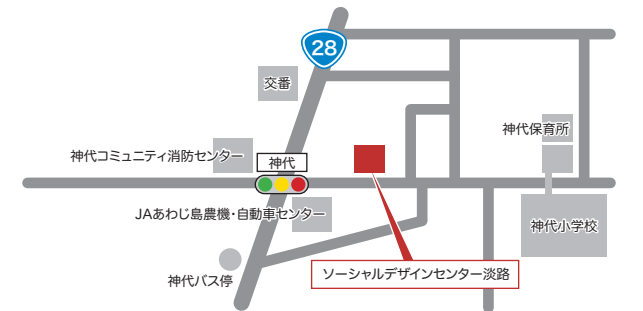 28
交番
神代保育所
神代コミュニティ消防センター
神代
JAあわじ島農機・自動車センター
神代小学校
ソーシャルデザインセンター淡路
神代バス停